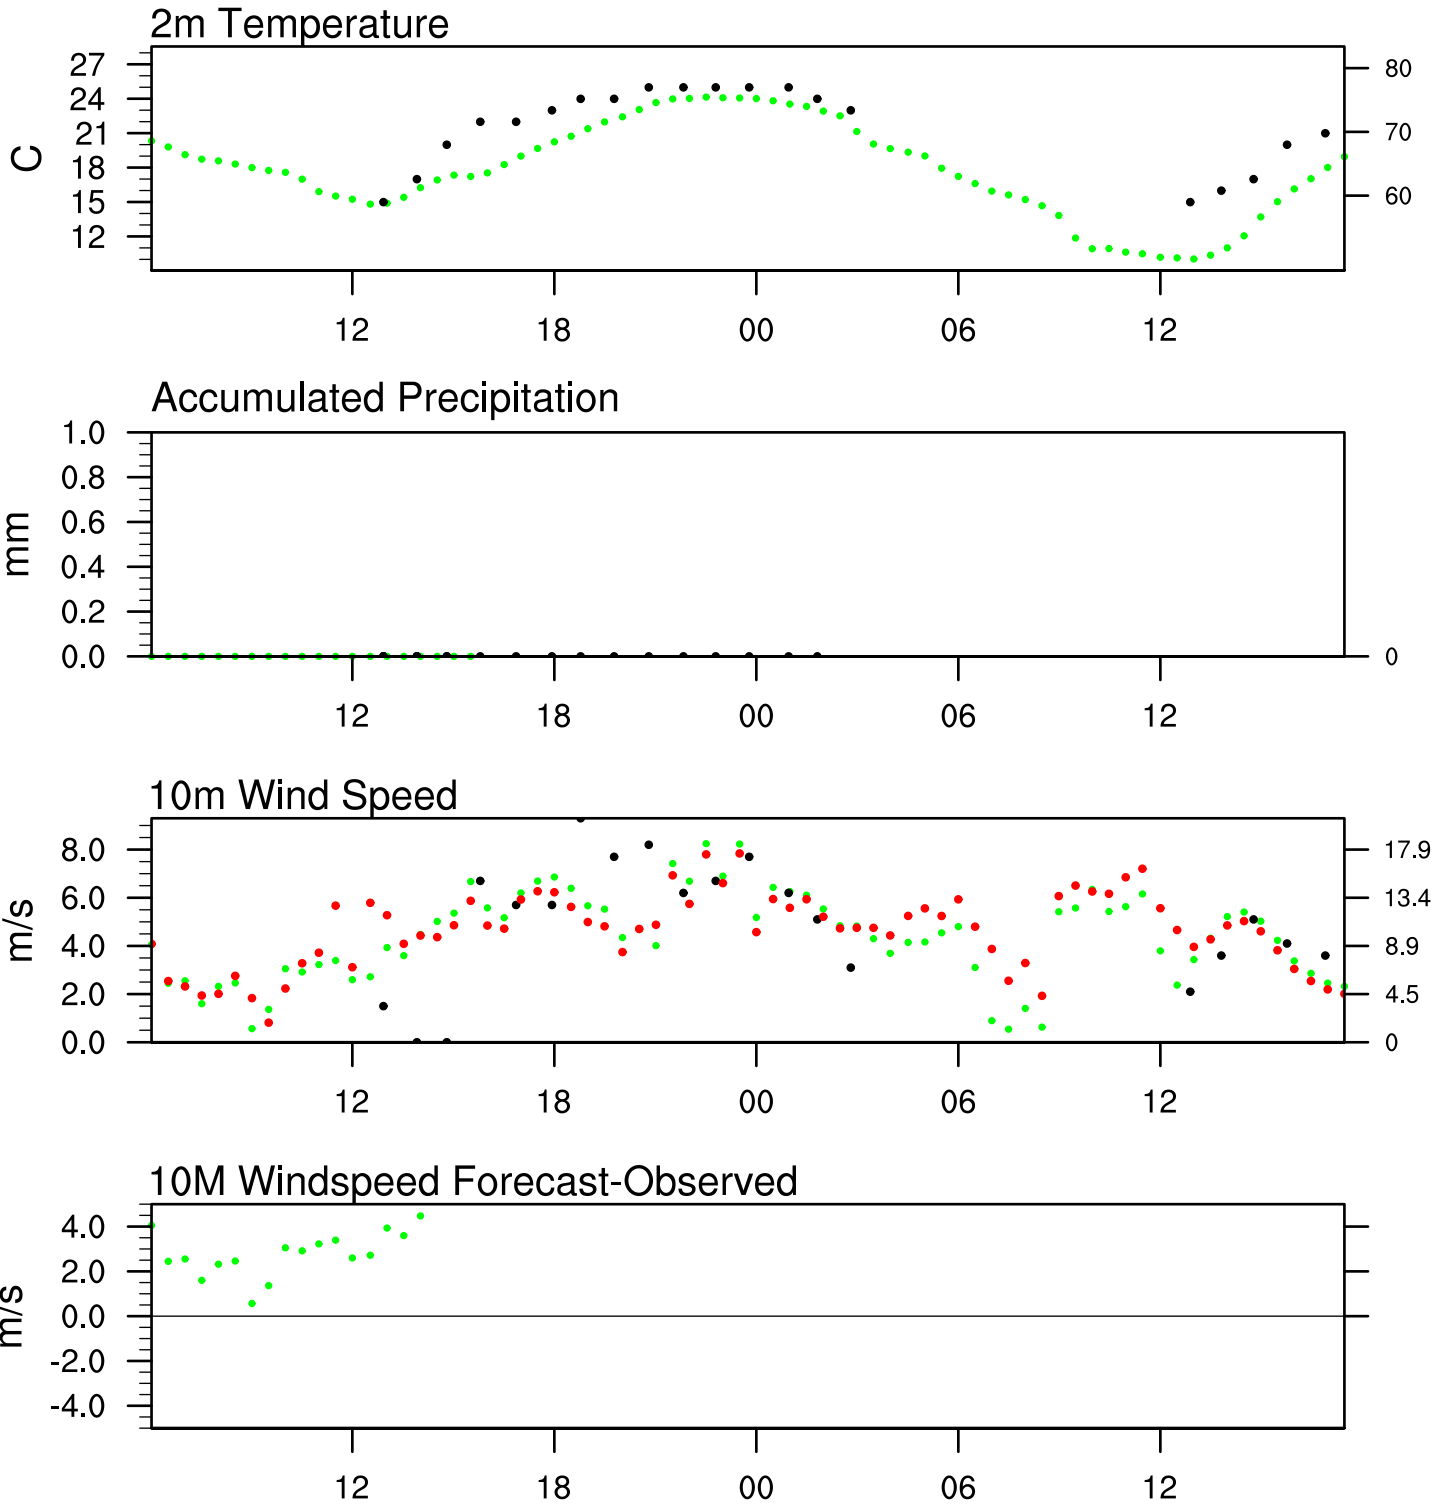 2m Temperature
27
24
21
18
15
12
C
80
70
60
12 18 00 06 12
Accumulated Precipitation
1.0
0.8
0.6
0.4
0.2
0.0
mm
0
12 18 00 06 12
10m Wind Speed
8.0
6.0
4.0
2.0
0.0
m/s
17.9
13.4
8.9
4.5
0
12 18 00 06 12
10M Windspeed Forecast-Observed
4.0
2.0
0.0
-2.0
-4.0
m/s
12 18 00 06 12